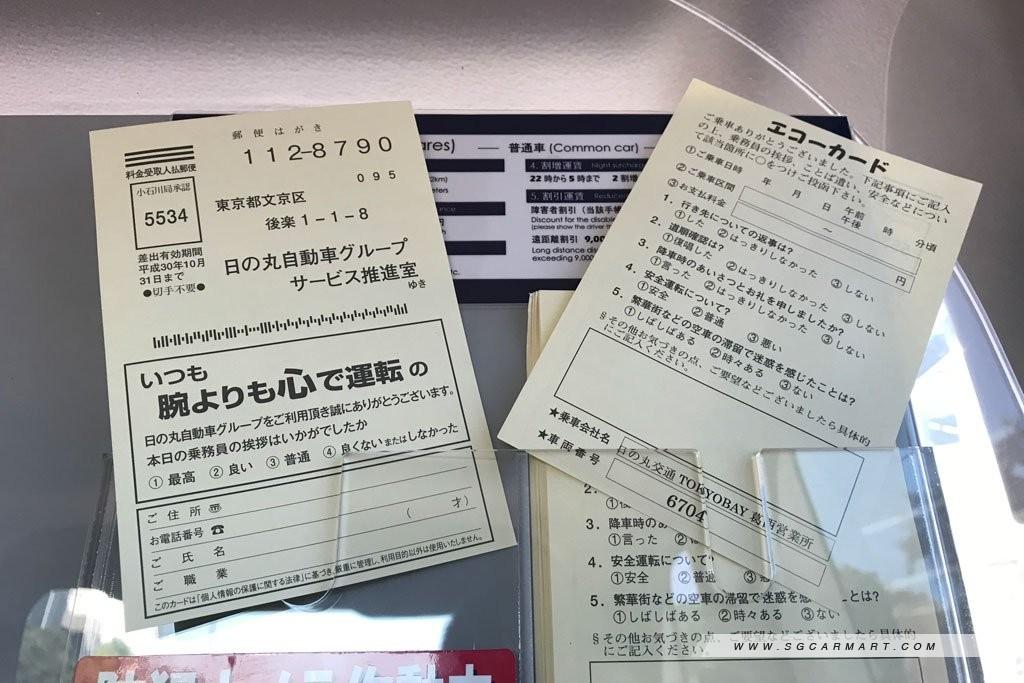 郵便はがき
112-8790
料金受取人払郵便
095
小石川局承認
5534
東京都文京区
後楽1-1-8
差出有効期間
平成30年10月
31日まで
●切手不要●
日の丸自動車グループ
サービス推進室
ゆき
いつも
腕よりも心で運転の
日の丸自動車グループをご利用頂き誠にありがとうございます。
本日の乗務員の挨拶はいかがでしたか
① 最高 ② 良い ③ 普通 ④ 良くない または しなかった
ご住所 〒
お電話番号 ☎ ( 才)
ご氏名
ご職業
このカードは「個人情報の保護に関する法律」に基づき、厳重に管理し、利用目的以外は使用いたしません。
ares) 普通車 (Common car)
4. 割増運賃 Night surcharge
22時から5時まで 2割増
5. 割引運賃 Reduced
障害者割引(当該手帳
Discount for the disable
(please show the driver
遠距離割引 9,00
Long distance dis
exceeding 9,000
エコーカード
ご乗車ありがとうございました。下記事項にご記入
の上、乗務員の挨拶、ことば遣い、安全などについ
て該当個所に○をつけご投函下さい。
①ご乗車日時 年 月 日 午前 午後 時 分頃
②ご乗車区間 ~
③お支払料金 円
1. 行き先についての返事は?
①した ②はっきりしなかった ③しない
2. 道順確認は?
①復唱した ②はっきりしなかった ③しない
3. 降車時のあいさつとお礼を申しましたか?
①言った ②はっきりしなかった ③しない
4. 安全運転について?
①安全 ②普通 ③悪い
5. 繁華街などの空車の滞留で迷惑を感じたことは?
①しばしばある ②時々ある ③ない
§その他お気づきの点、ご要望などございましたら具体的
にご記入ください。
★乗車会社名 日の丸交通 TOKYOBAY 葛西営業所
★車両番号 6704
2.
3. 降車時のあ
①言った
4. 安全運転について?
①安全 ②普通
5. 繁華街などの空車の滞留で迷惑を感 とは?
①しばしばある ②時々ある ③ない
§その他お気づきの点、ご要望などございましたら具体的
にご記入ください。
WWW.SGCARMART.COM